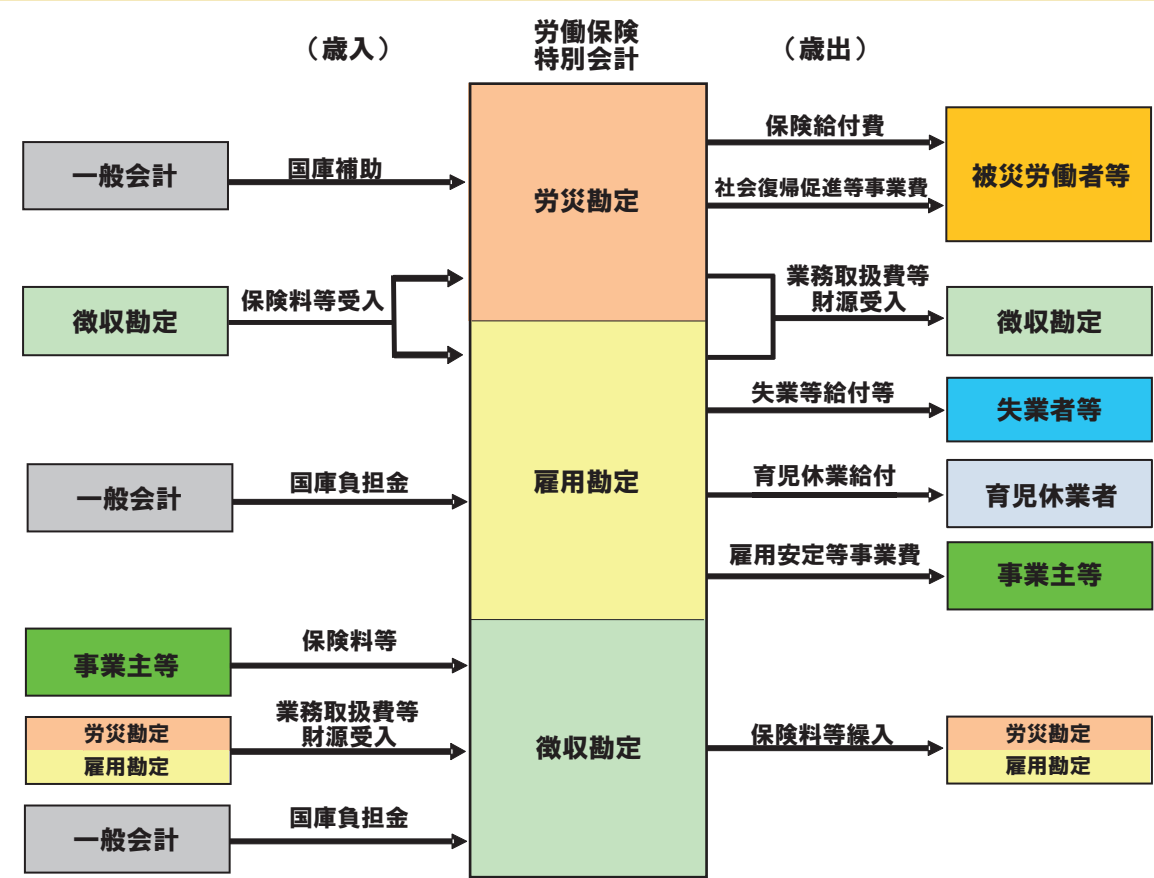 労働保険
特別会計
（歳入）
（歳出）
一般会計
国庫補助
徴収勘定
保険料等受入
一般会計
国庫負担金
事業主等
保険料等
労災勘定
雇用勘定
業務取扱費等
財源受入
一般会計
国庫負担金
労災勘定
雇用勘定
徴収勘定
保険給付費
社会復帰促進等事業費
被災労働者等
業務取扱費等
財源受入
徴収勘定
失業等給付等
失業者等
育児休業給付
育児休業者
雇用安定等事業費
事業主等
保険料等繰入
労災勘定
雇用勘定